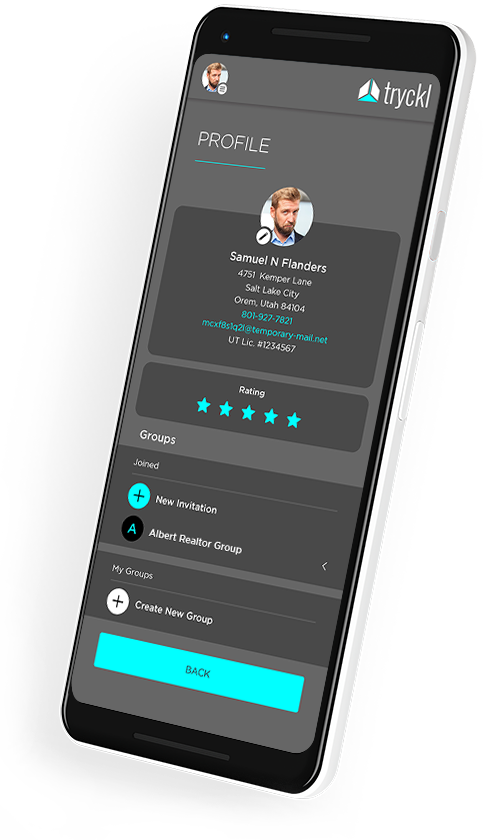 tryckl
PROFILE
Samuel N Flanders
4751 Kemper Lane
Salt Lake City
Orem, Utah 84104
801-927-7821
mcxf8s1q2l@temporary-mail.net
UT Lic. #1234567
Rating
Groups
Joined
New Invitation
A
Albert Realtor Group
My Groups
Create New Group
BACK